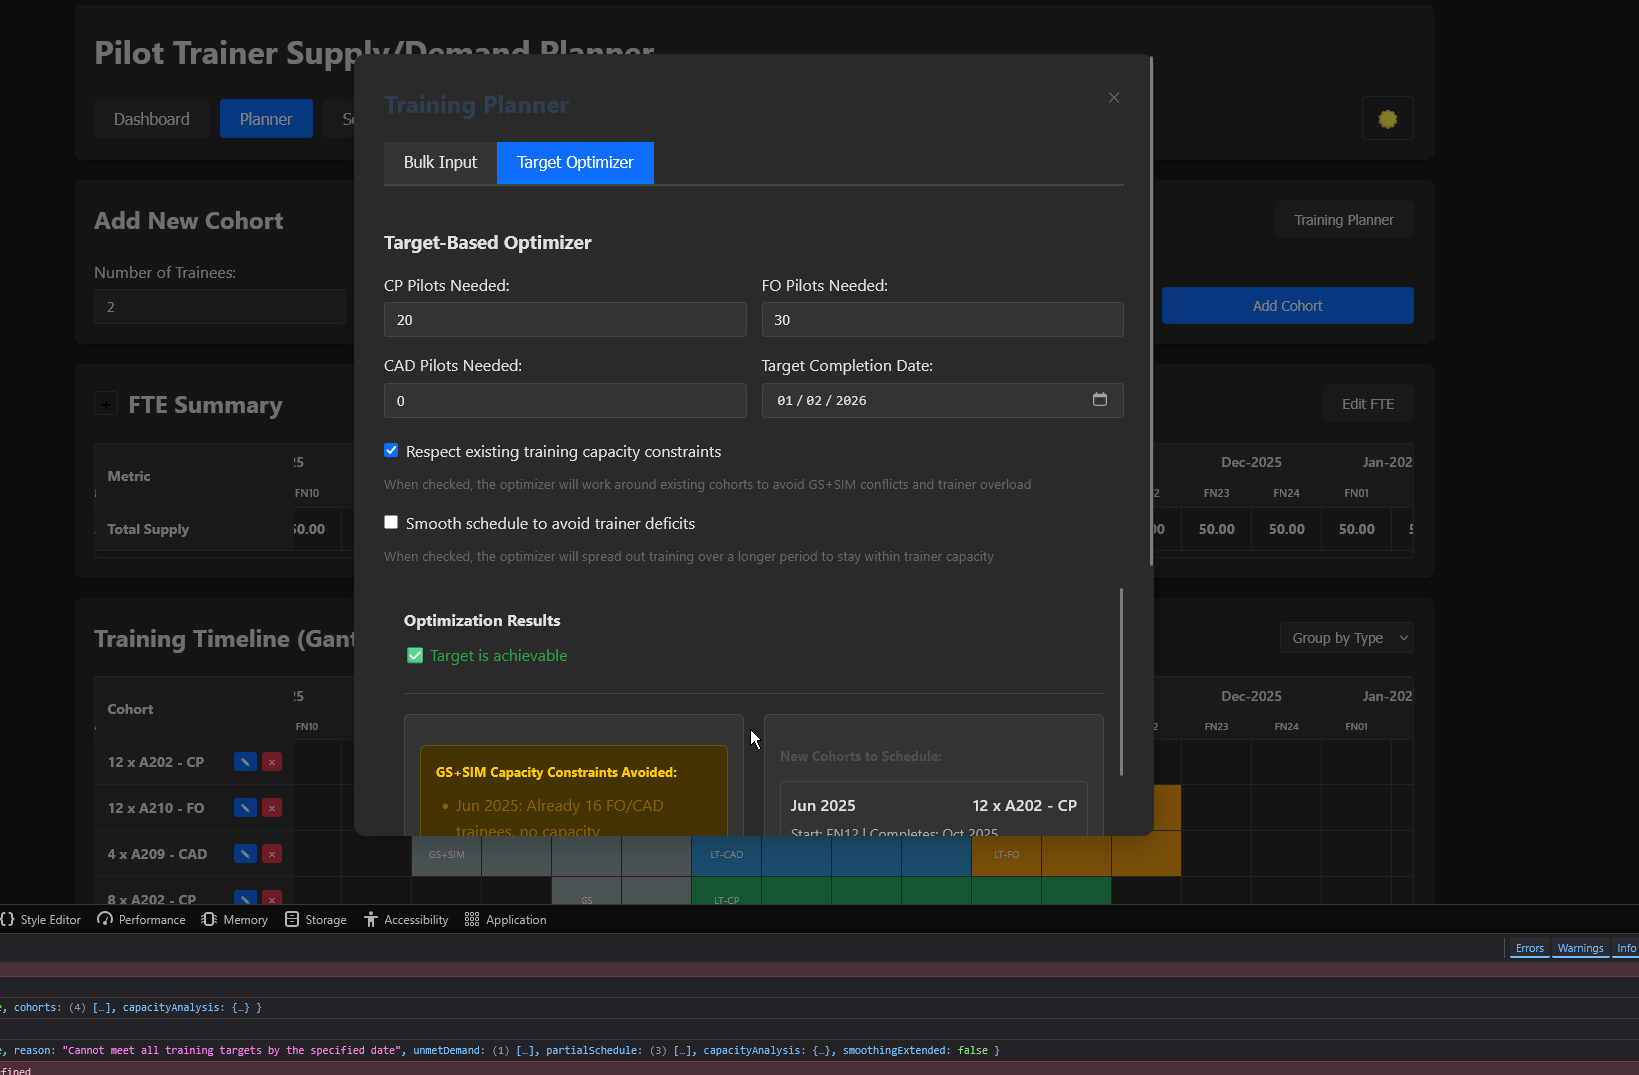 Pilot Trainer Supply/Demand Planner
Dashboard
Planner
Training Planner
×
Bulk Input
Target Optimizer
Add New Cohort
Training Planner
Number of Trainees:
2
Add Cohort
Target-Based Optimizer
CP Pilots Needed:
FO Pilots Needed:
20
30
CAD Pilots Needed:
Target Completion Date:
0
01/02/2026
Respect existing training capacity constraints
When checked, the optimizer will work around existing cohorts to avoid GS+SIM conflicts and trainer overload
Smooth schedule to avoid trainer deficits
When checked, the optimizer will spread out training over a longer period to stay within trainer capacity
+ FTE Summary
Edit FTE
Metric
FN10
Dec-2025
Jan-202
FN23
FN24
FN01
Total Supply
50.00
50.00
50.00
Optimization Results
Target is achievable
GS+SIM Capacity Constraints Avoided:
• Jun 2025: Already 16 FO/CAD
trainees, no capacity
New Cohorts to Schedule:
Jun 2025
12 x A202 - CP
Start: FN12 | Completes: Oct 2025
Training Timeline (Gant
Group by Type
Cohort
FN10
Dec-2025
Jan-202
FN23
FN24
FN01
12 x A202 - CP
12 x A210 - FO
4 x A209 - CAD
GS+SIM
LT-CAD
LT-FO
8 x A202 - CP
GS
LT-CP
Style Editor
Performance
Memory
Storage
Accessibility
Application
Errors
Warnings
Info
, cohorts: (4) […], capacityAnalysis: {…} }
, reason: "Cannot meet all training targets by the specified date", unmetDemand: (1) […], partialSchedule: (3) […], capacityAnalysis: {…}, smoothingExtended: false }
fined